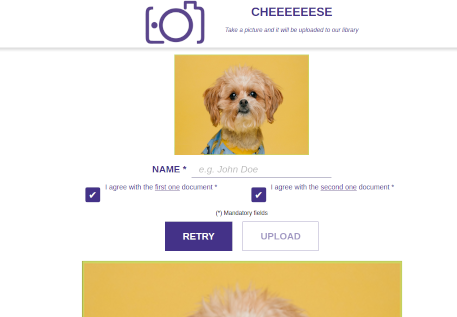 CHEEEEEESE
Take a picture and it will be uploaded to our library
NAME * e.g. John Doe
I agree with the first one document * I agree with the second one document *
(*) Mandatory fields
RETRY UPLOAD